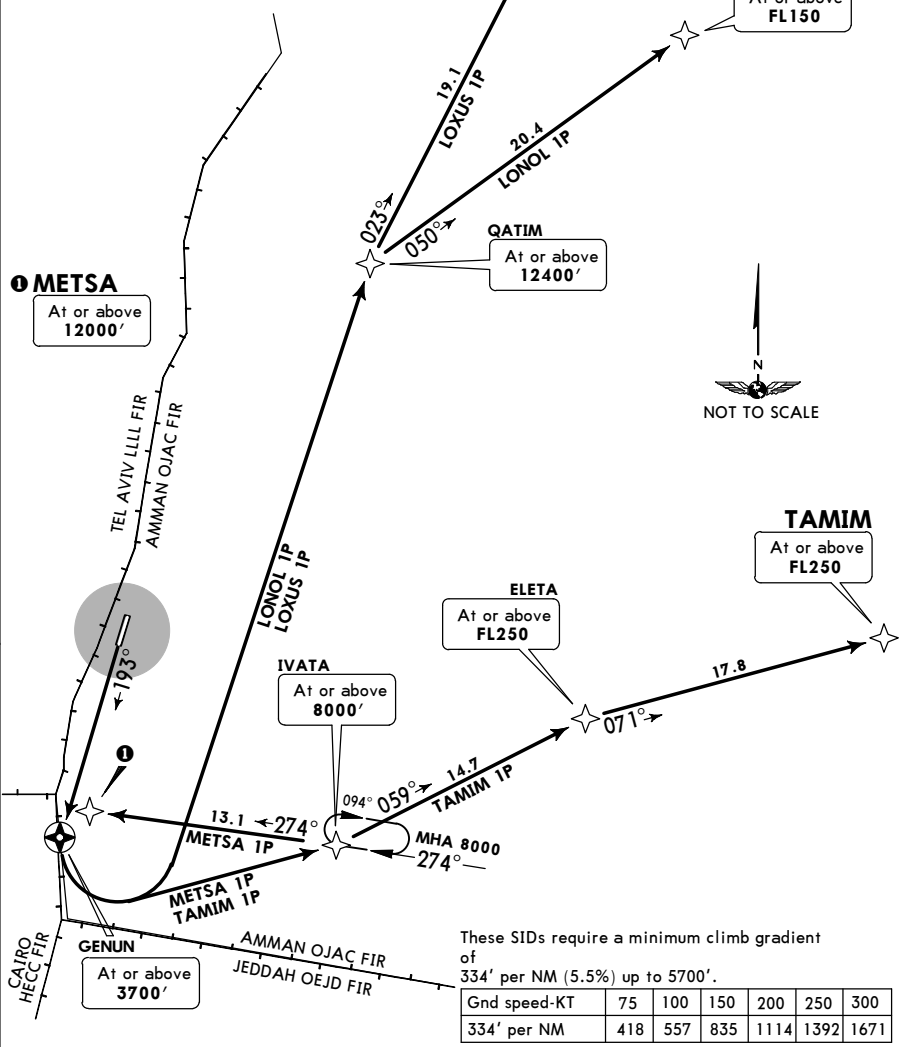 At or above
FL150
19.1
LOXUS 1P
20.4
LONOL 1P
023°
050°
QATIM
At or above
12400′
❶ METSA
At or above
12000′
N
NOT TO SCALE
TEL AVIV LLLL FIR
AMMAN OJAC FIR
TAMIM
At or above
FL250
LONOL 1P
LOXUS 1P
ELETA
At or above
FL250
193°
17.8
071°
IVATA
At or above
8000′
❶
14.7
059°
TAMIM 1P
094°
13.1
274°
METSA 1P
MHA 8000
274°
METSA 1P
TAMIM 1P
GENUN
At or above
3700′
CAIRO
HECC FIR
AMMAN OJAC FIR
JEDDAH OEJD FIR
These SIDs require a minimum climb gradient
of
334′ per NM (5.5%) up to 5700′.
Gnd speed-KT 75 100 150 200 250 300
334′ per NM 418 557 835 1114 1392 1671